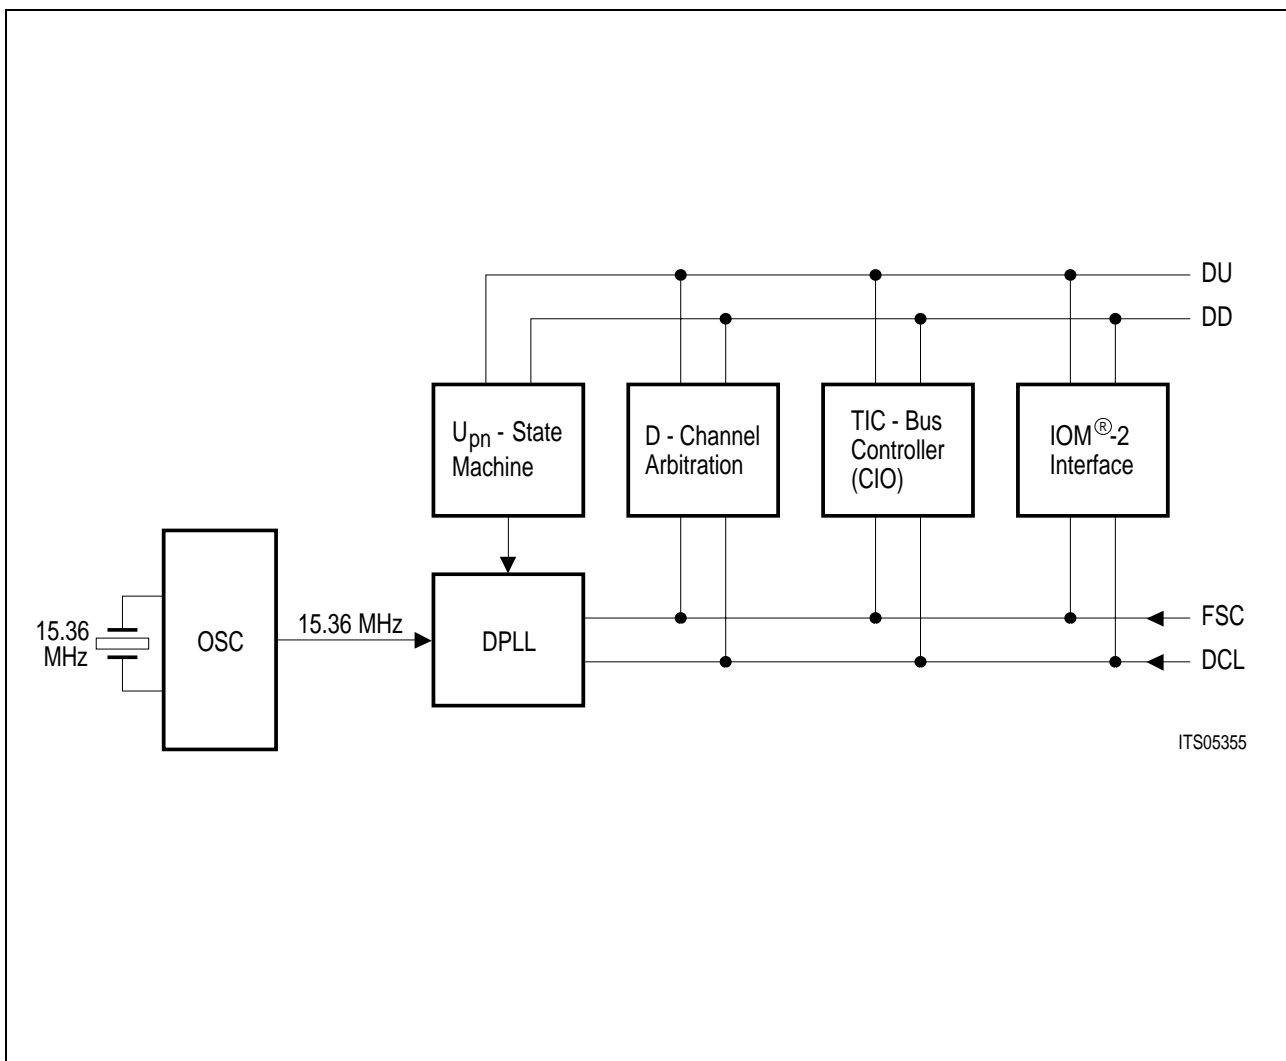 DU
DD
U_pn - State
Machine
D - Channel
Arbitration
TIC - Bus
Controller
(CIO)
IOM®-2
Interface
15.36
MHz
OSC
15.36 MHz
DPLL
FSC
DCL
ITS05355